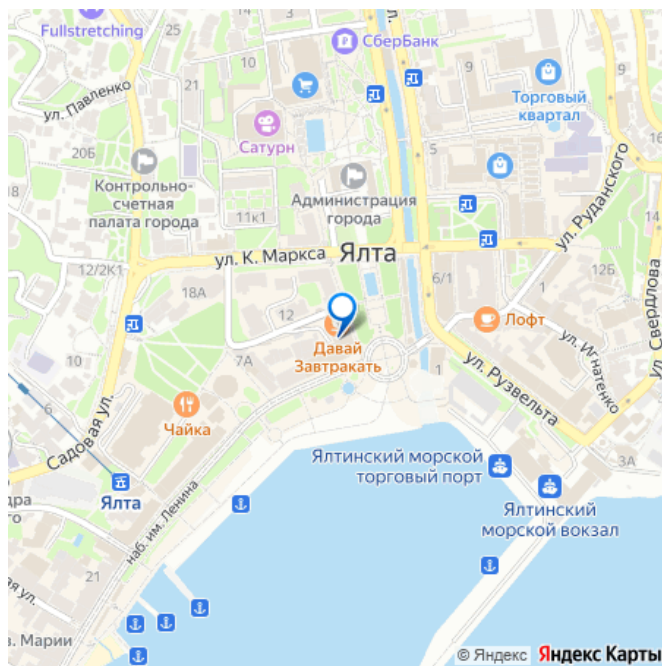 Fullstretching
25
СберБанк
9
ул. Павленко
21
10
Торговый
квартал
Сатурн
20Б
5
18
Контрольно-
счетная
палата города
Администрация
города
11к1
ул. Руданского
ул. К. Маркса
Ялта
12/2К1
18А
6/1
12Б
ул. Свердлова
12
Лофт
ул. Игнатенко
7А
Давай
Завтракать
1
ул. Рузвельта
6
Чайка
Садовая ул.
Ялтинский морской
торговый порт
3А
Ялта
Ялтинский
морской вокзал
наб. им. Ленина
21
ул.
Марии
© Яндекс Яндекс Карты